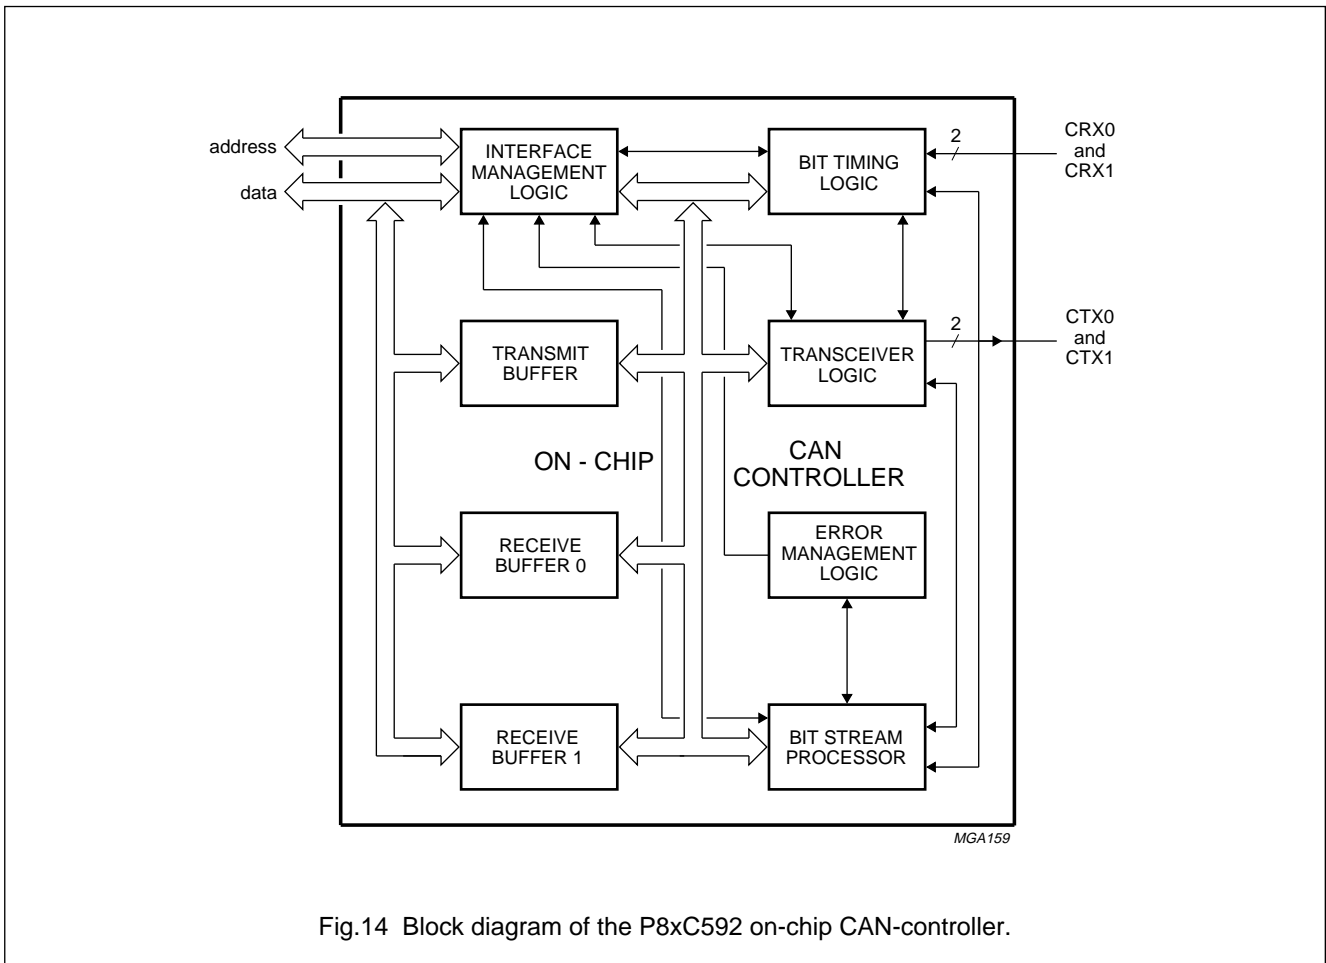 address
data
INTERFACE
MANAGEMENT
LOGIC
BIT TIMING
LOGIC
2
CRX0
and
CRX1
TRANSMIT
BUFFER
TRANSCEIVER
LOGIC
2
CTX0
and
CTX1
ON - CHIP
CAN
CONTROLLER
RECEIVE
BUFFER 0
ERROR
MANAGEMENT
LOGIC
RECEIVE
BUFFER 1
BIT STREAM
PROCESSOR
MGA159
Fig.14 Block diagram of the P8xC592 on-chip CAN-controller.